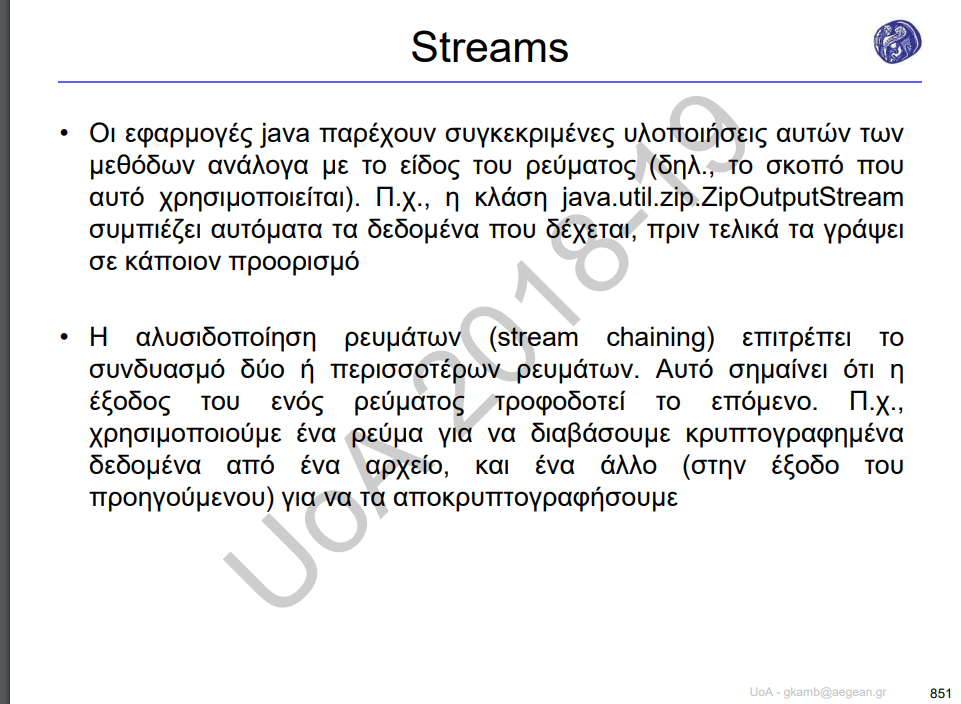 Streams
• Οι εφαρμογές java παρέχουν συγκεκριμένες υλοποιήσεις αυτών των
μεθόδων ανάλογα με το είδος του ρεύματος (δηλ., το σκοπό που
αυτό χρησιμοποιείται). Π.χ., η κλάση java.util.zip.ZipOutputStream
συμπιέζει αυτόματα τα δεδομένα που δέχεται, πριν τελικά τα γράψει
σε κάποιον προορισμό
• Η αλυσιδοποίηση ρευμάτων (stream chaining) επιτρέπει το
συνδυασμό δύο ή περισσοτέρων ρευμάτων. Αυτό σημαίνει ότι η
έξοδος του ενός ρεύματος τροφοδοτεί το επόμενο. Π.χ.,
χρησιμοποιούμε ένα ρεύμα για να διαβάσουμε κρυπτογραφημένα
δεδομένα από ένα αρχείο, και ένα άλλο (στην έξοδο του
προηγούμενου) για να τα αποκρυπτογραφήσουμε
UoA 2018-19
UoA - gkamb@aegean.gr
851